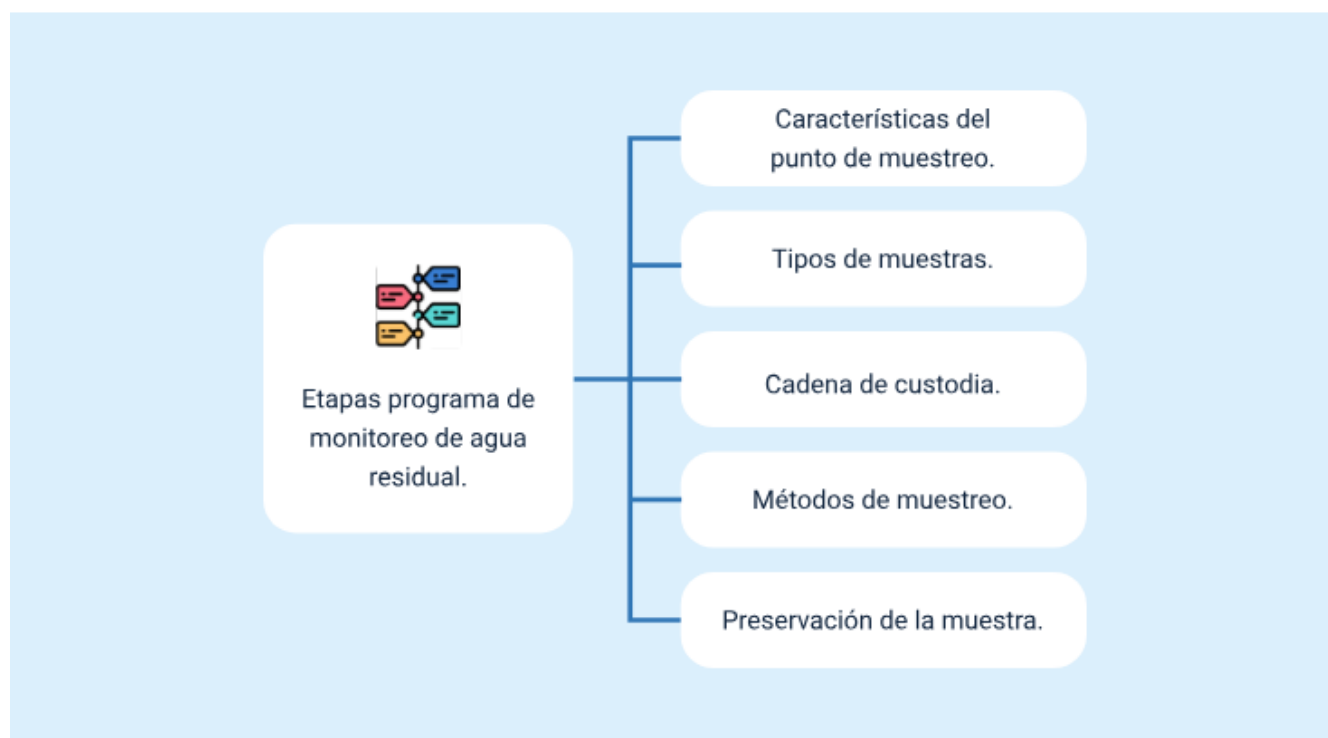 Características del
punto de muestreo.
Tipos de muestras.
Etapas programa de
monitoreo de agua
residual.
Cadena de custodia.
Métodos de muestreo.
Preservación de la muestra.